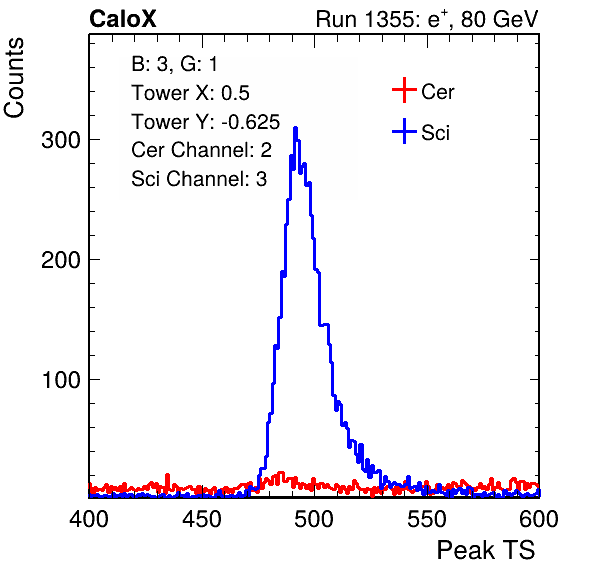 CaloX Run 1355: e⁺, 80 GeV
Counts
B: 3, G: 1
Tower X: 0.5
Tower Y: -0.625
Cer Channel: 2
Sci Channel: 3
Cer
Sci
300
200
100
400 450 500 550 600
Peak TS